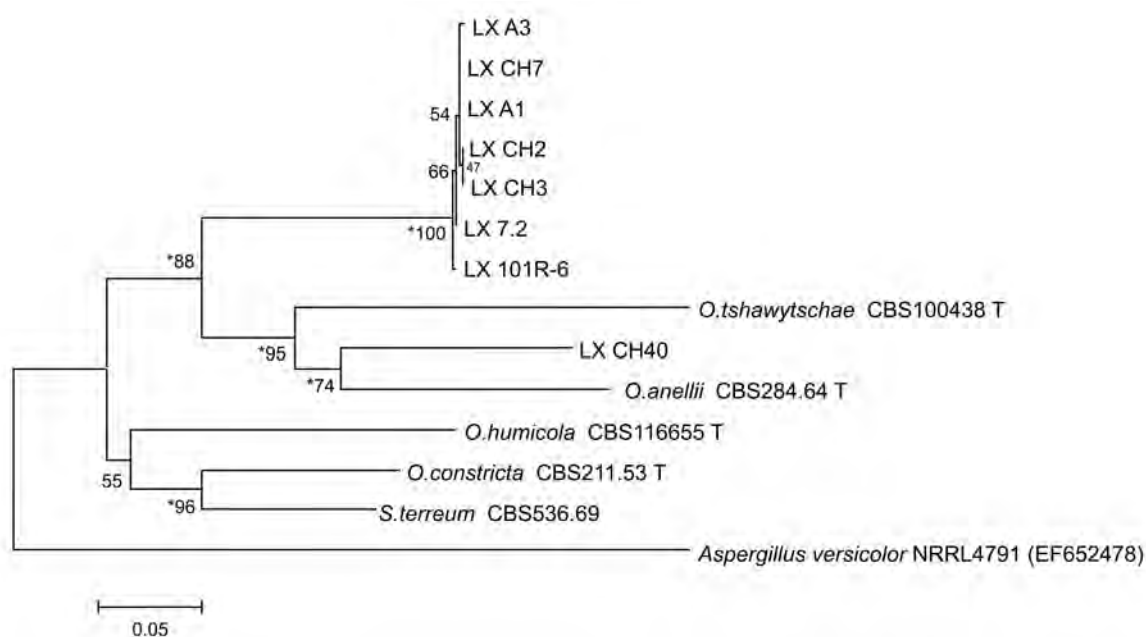 LX A3
LX CH7
54
LX A1
LX CH2
66
47
LX CH3
*100
LX 7.2
*88
LX 101R-6
O.tshawytschae CBS100438 T
*95
LX CH40
*74
O.anellii CBS284.64 T
O.humicola CBS116655 T
55
O.constricta CBS211.53 T
*96
S.terreum CBS536.69
Aspergillus versicolor NRRL4791 (EF652478)
0.05